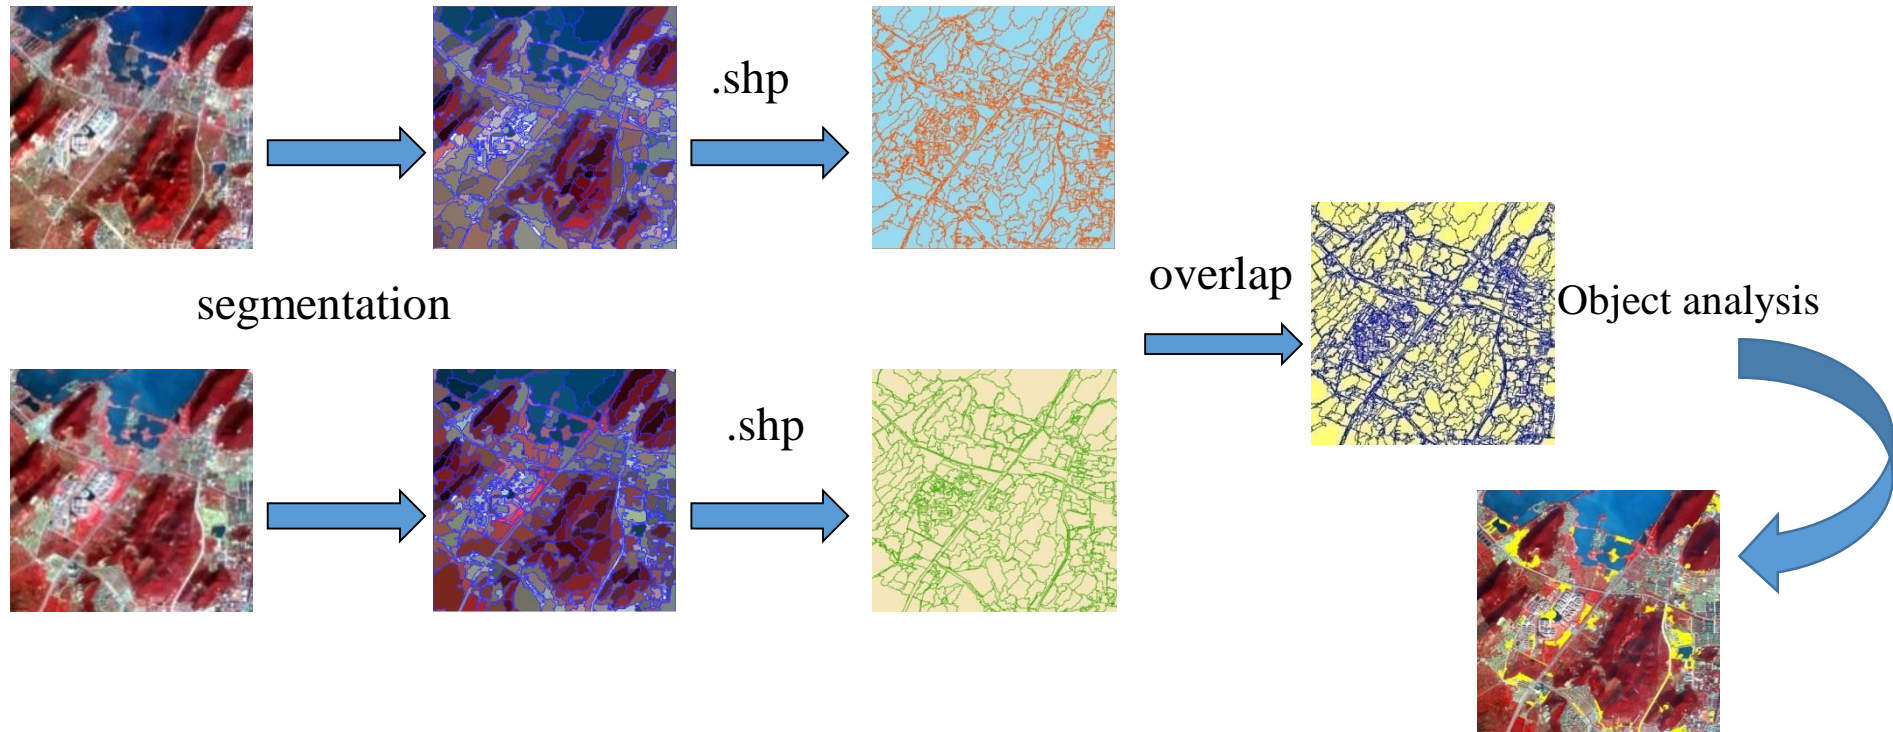 .shp
overlap
segmentation
Object analysis
.shp